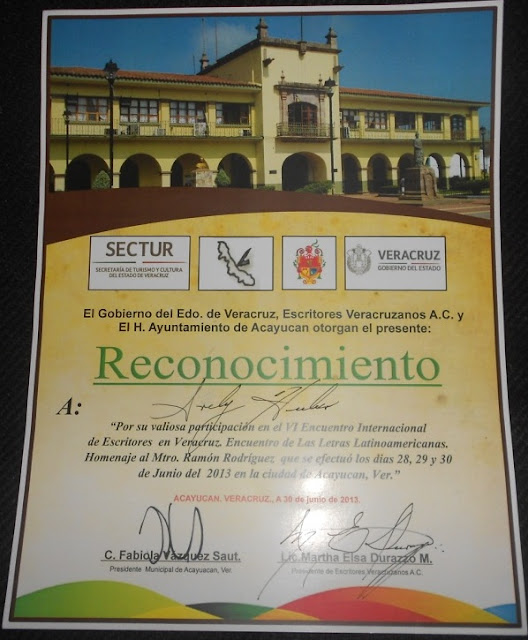 SECTUR
SECRETARÍA DE TURISMO Y CULTURA
DEL ESTADO DE VERACRUZ
VERACRUZ
GOBIERNO DEL ESTADO
El Gobierno del Edo. de Veracruz, Escritores Veracruzanos A.C. y
El H. Ayuntamiento de Acayucan otorgan el presente:
Reconocimiento
A:
"Por su valiosa participación en el VI Encuentro Internacional
de Escritores en Veracruz. Encuentro de Las Letras Latinoamericanas.
Homenaje al Mtro. Ramón Rodríguez que se efectuó los días 28, 29 y 30
de Junio del 2013 en la ciudad de Acayucan, Ver."
ACAYUCAN. VERACRUZ., A 30 de junio de 2013.
C. Fabiola Vázquez Saut.
Presidente Municipal de Acayucan, Ver.
Lic. Martha Elsa Durazzo M.
Presidente de Escritores Veracruzanos A.C.